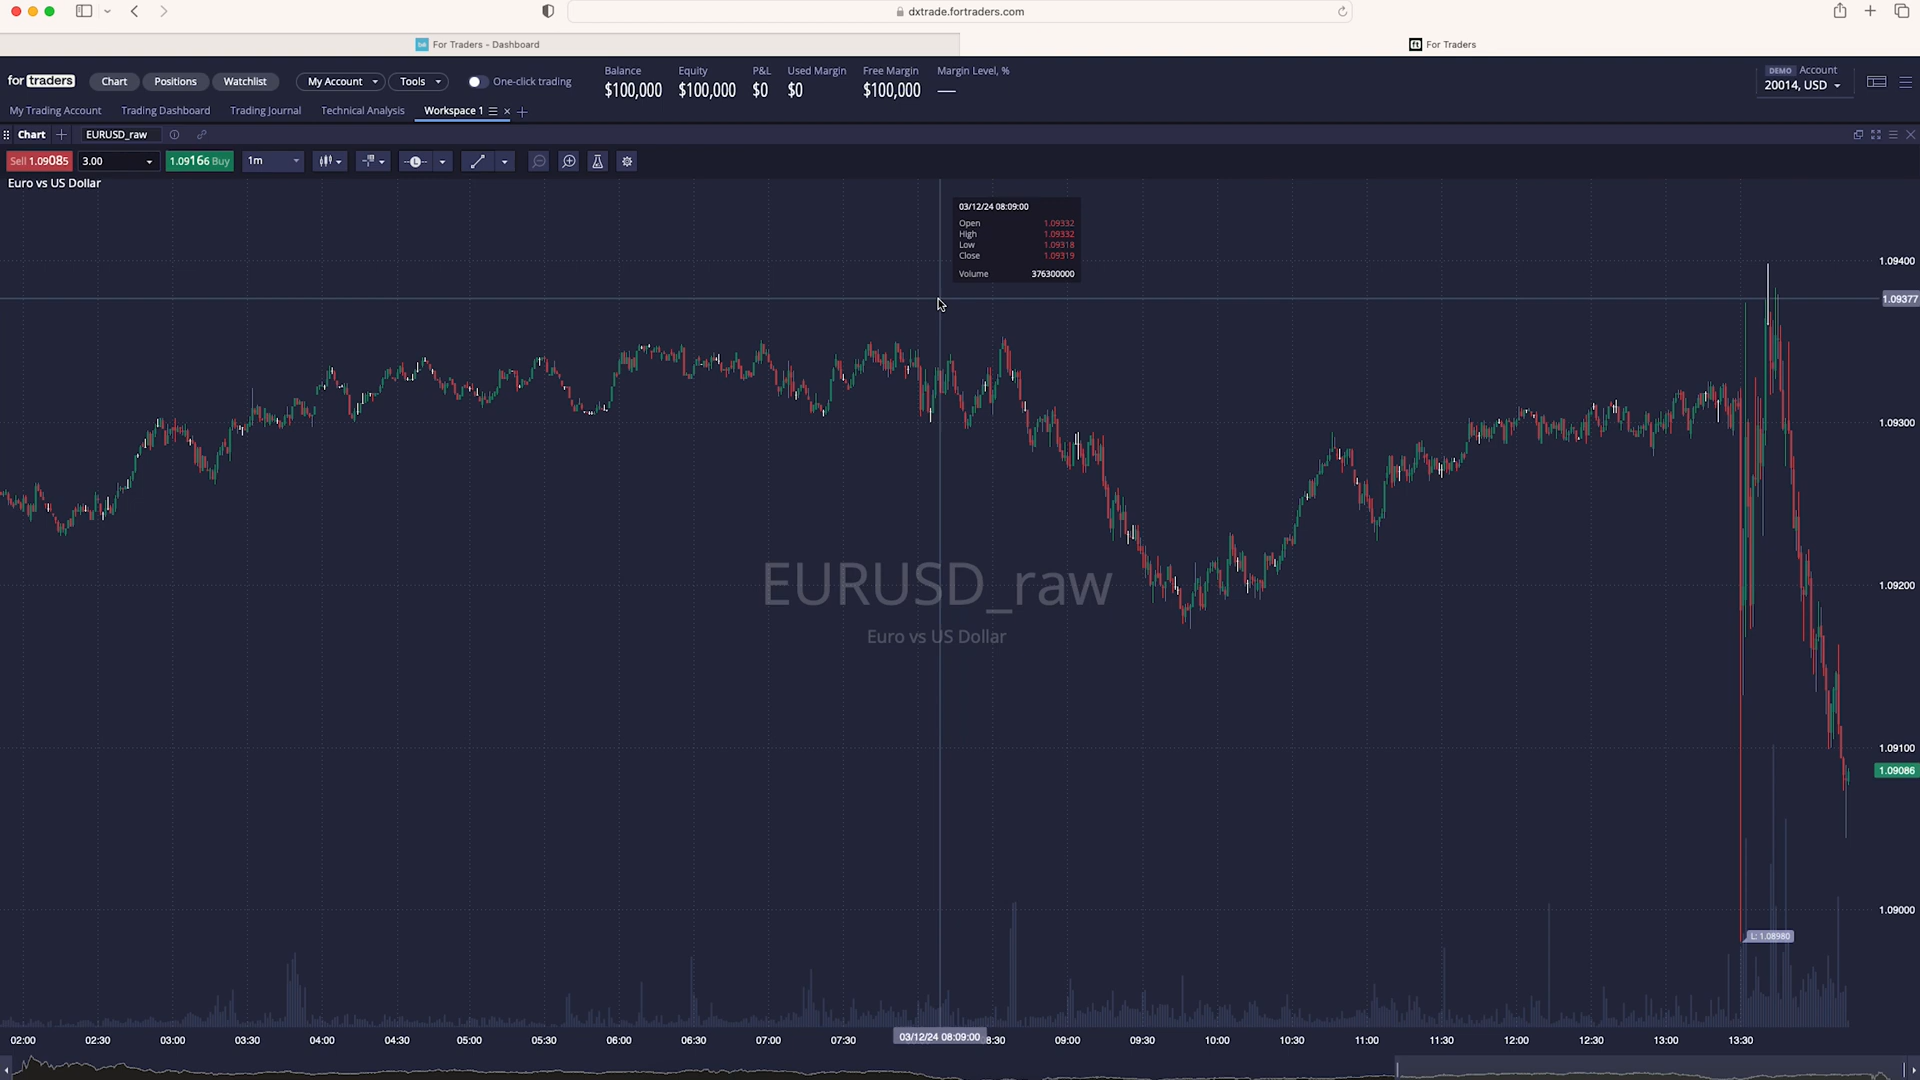 dxtrade.fortraders.com
For Traders - Dashboard
ft For Traders
for traders
Chart
Positions
Watchlist
My Account
Tools
One-click trading
Balance
$100,000
Equity
$100,000
P&L
$0
Used Margin
$0
Free Margin
$100,000
Margin Level, %
—
DEMO Account
20014, USD
My Trading Account
Trading Dashboard
Trading Journal
Technical Analysis
Workspace 1
Chart
EURUSD_raw
Sell 1.09085
3.00
1.09166 Buy
1m
L
Euro vs US Dollar
03/12/24 08:09:00
Open 1.09332
High 1.09332
Low 1.09318
Close 1.09319
Volume 376300000
1.09400
1.09377
1.09300
1.09200
1.09100
1.09086
1.09000
EURUSD_raw
Euro vs US Dollar
L: 1.08980
02:00 02:30 03:00 03:30 04:00 04:30 05:00 05:30 06:00 06:30 07:00 07:30 03/12/24 08:09:00 8:30 09:00 09:30 10:00 10:30 11:00 11:30 12:00 12:30 13:00 13:30